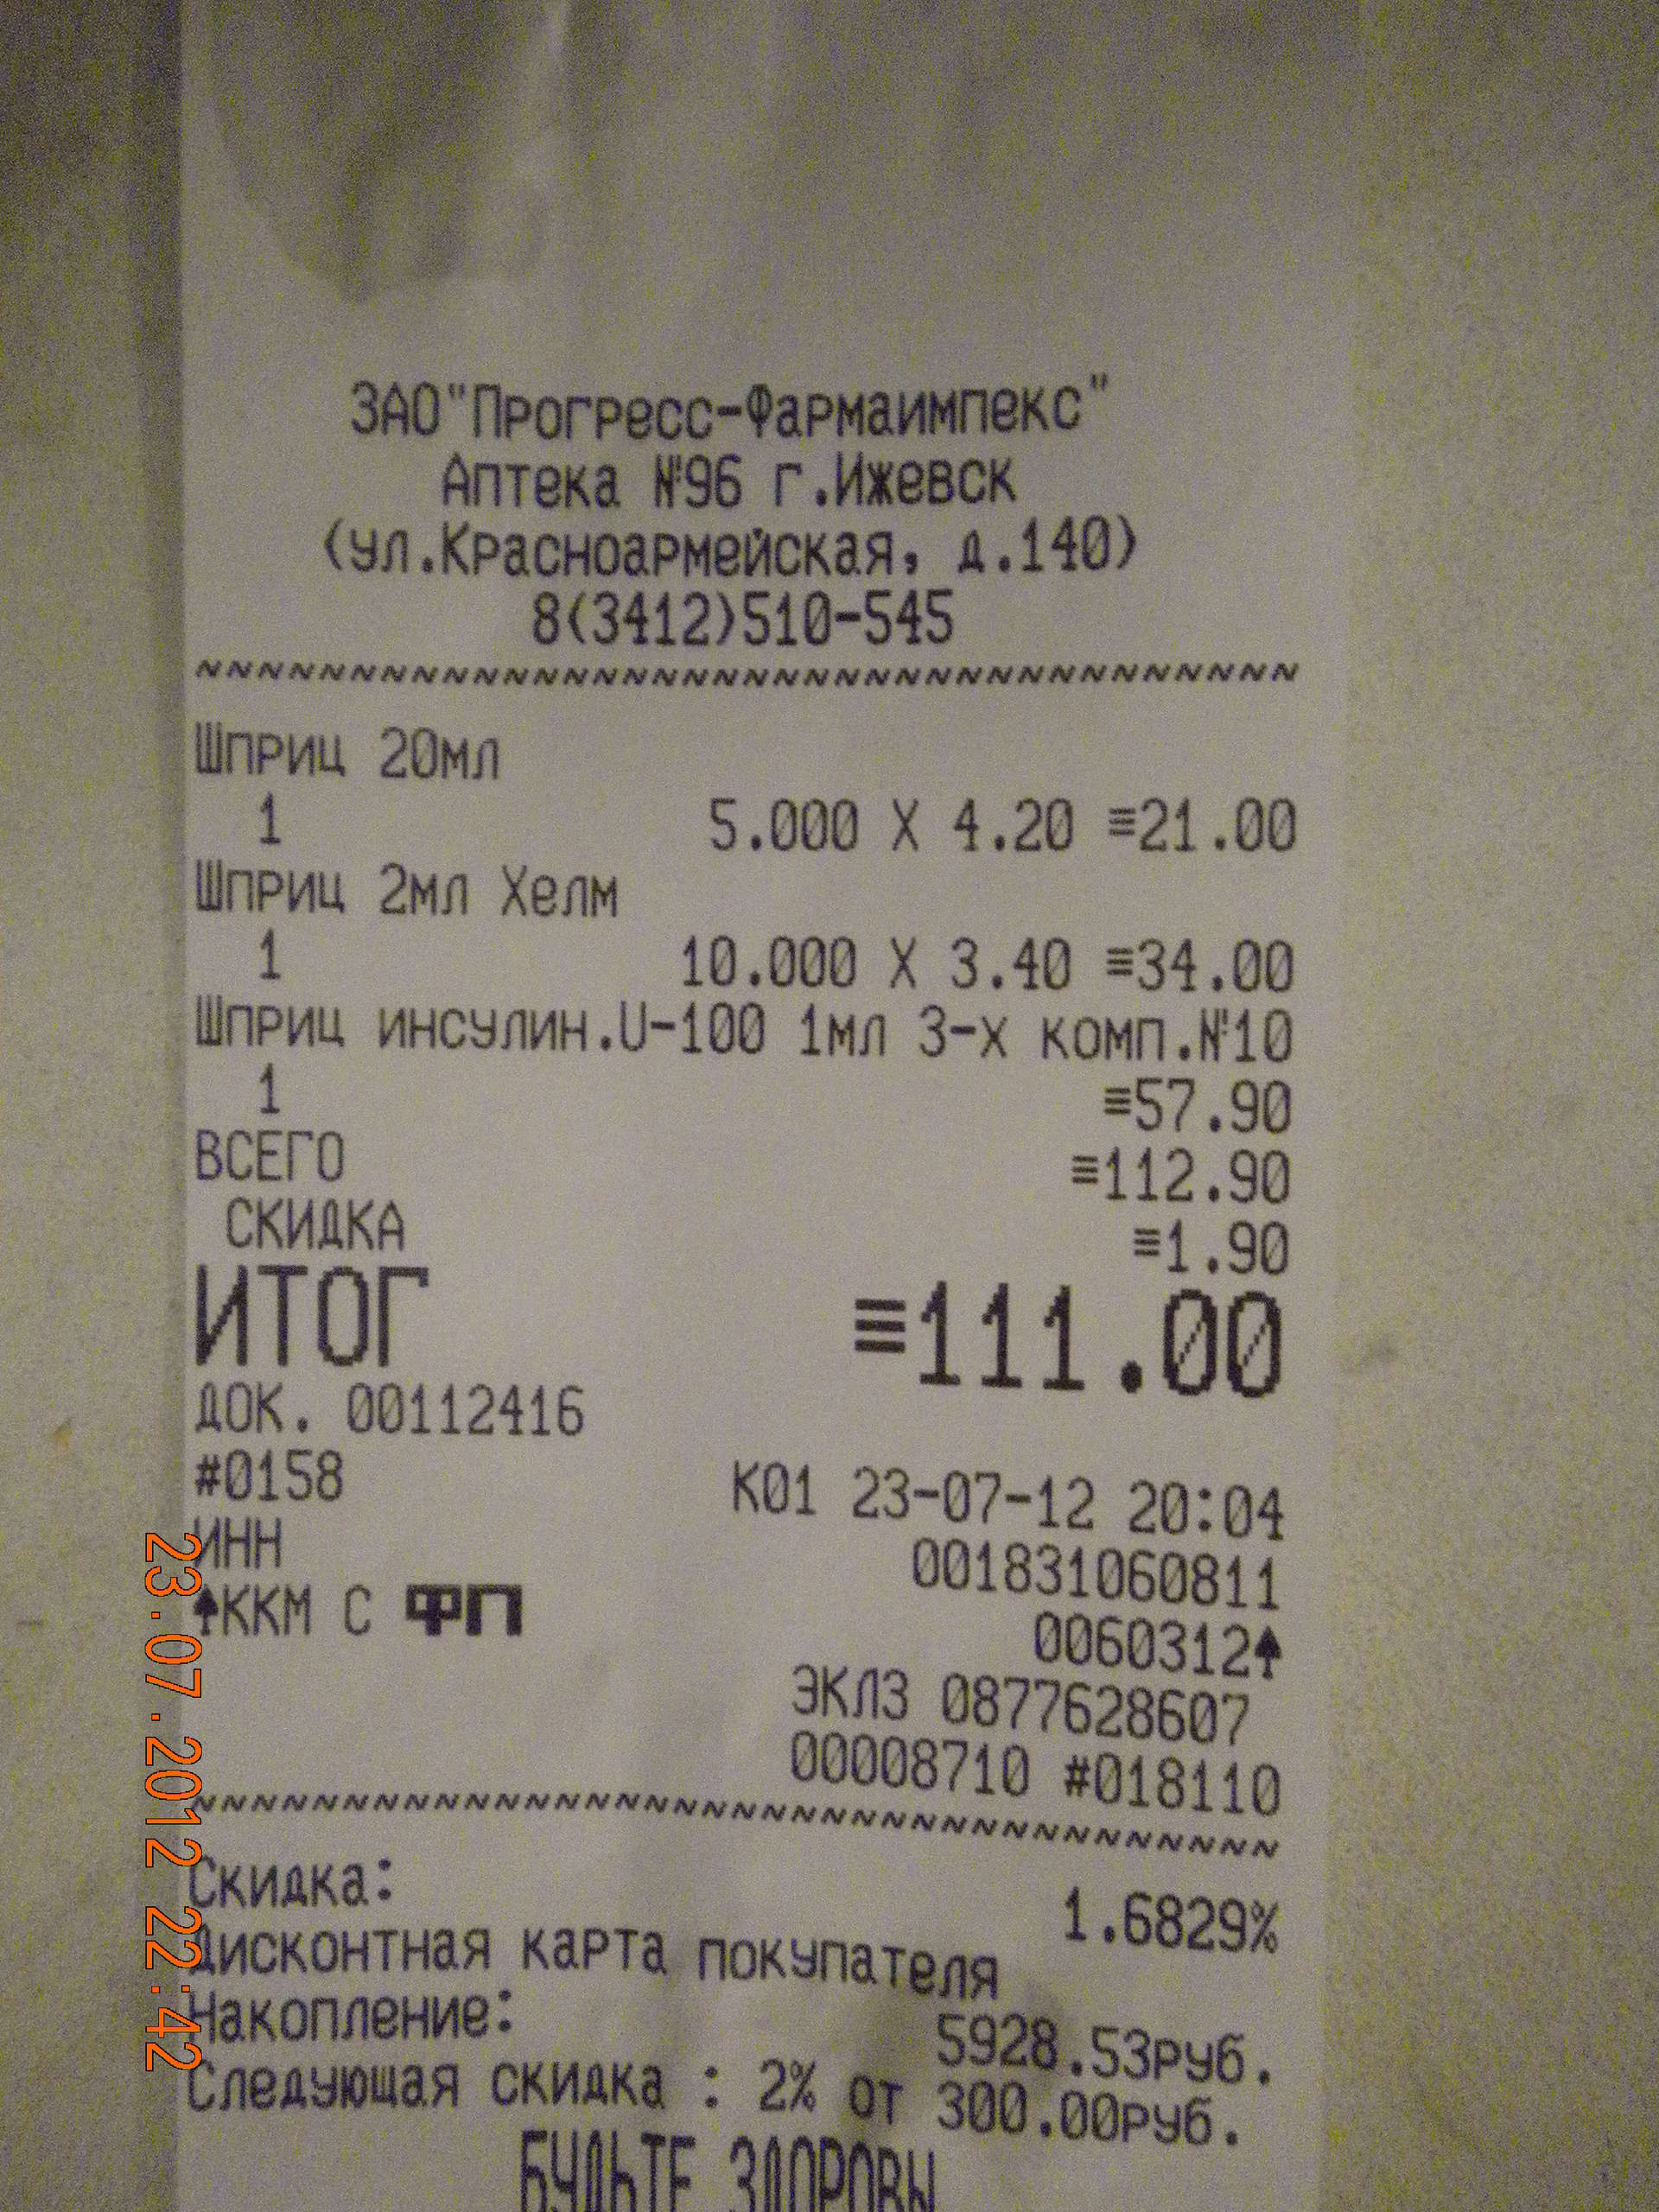 ЗАО"Прогресс-Фармаимпекс"
Аптека №96 г.Ижевск
(ул.Красноармейская, д.140)
8(3412)510-545
~~~~~~~~~~~~~~~~~~~~~~~~~~~~~~~~~~~~
Шприц 20мл
1 5.000 X 4.20 ≡21.00
Шприц 2мл Хелм
1 10.000 X 3.40 ≡34.00
Шприц инсулин.U-100 1мл 3-х комп.№10
1 ≡57.90
ВСЕГО ≡112.90
СКИДКА ≡1.90
ИТОГ ≡111.00
ДОК. 00112416
#0158 К01 23-07-12 20:04
ИНН 001831060811
♠ККМ С ФП 0060312♠
ЭКЛЗ 0877628607
00008710 #018110
~~~~~~~~~~~~~~~~~~~~~~~~~~~~~~~~~~~~
Скидка: 1.6829%
Дисконтная карта покупателя
Накопление: 5928.53руб.
Следующая скидка : 2% от 300.00руб.
БУДЬТЕ ЗДОРОВЫ
23.07.2012 22:42